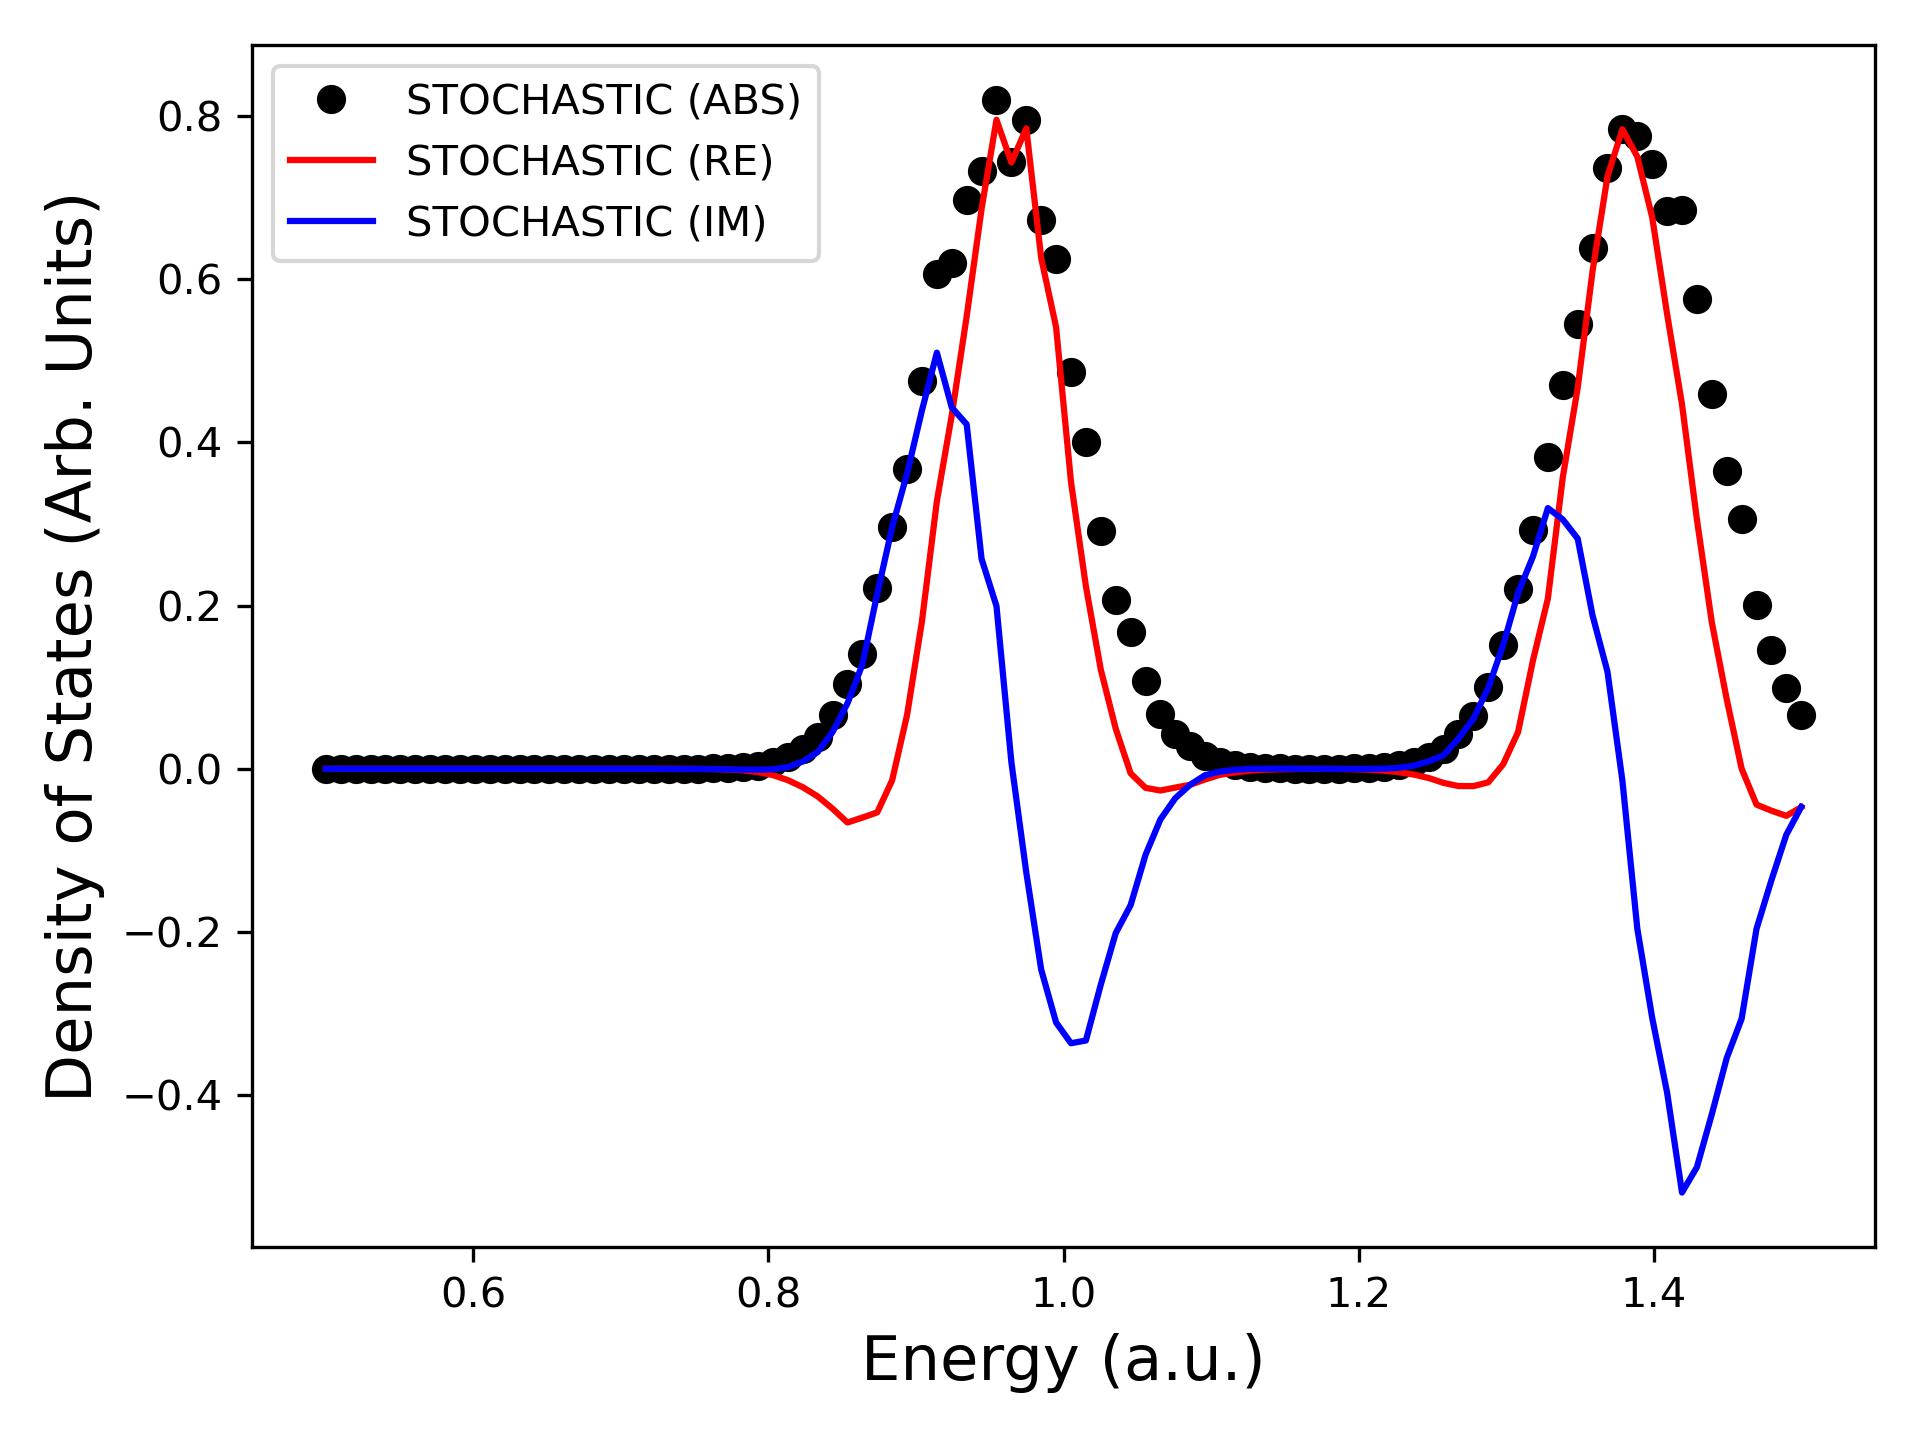 STOCHASTIC (ABS)
STOCHASTIC (RE)
STOCHASTIC (IM)
Density of States (Arb. Units)
0.8
0.6
0.4
0.2
0.0
−0.2
−0.4
0.6 0.8 1.0 1.2 1.4
Energy (a.u.)